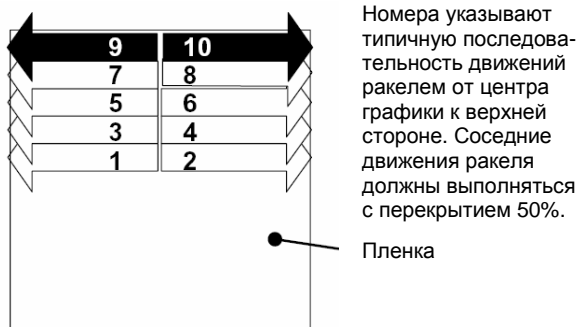 9 10
7 8
5 6
3 4
1 2
Номера указывают
типичную последова-
тельность движений
ракелем от центра
графики к верхней
стороне. Соседние
движения ракеля
должны выполняться
с перекрытием 50%.
Пленка